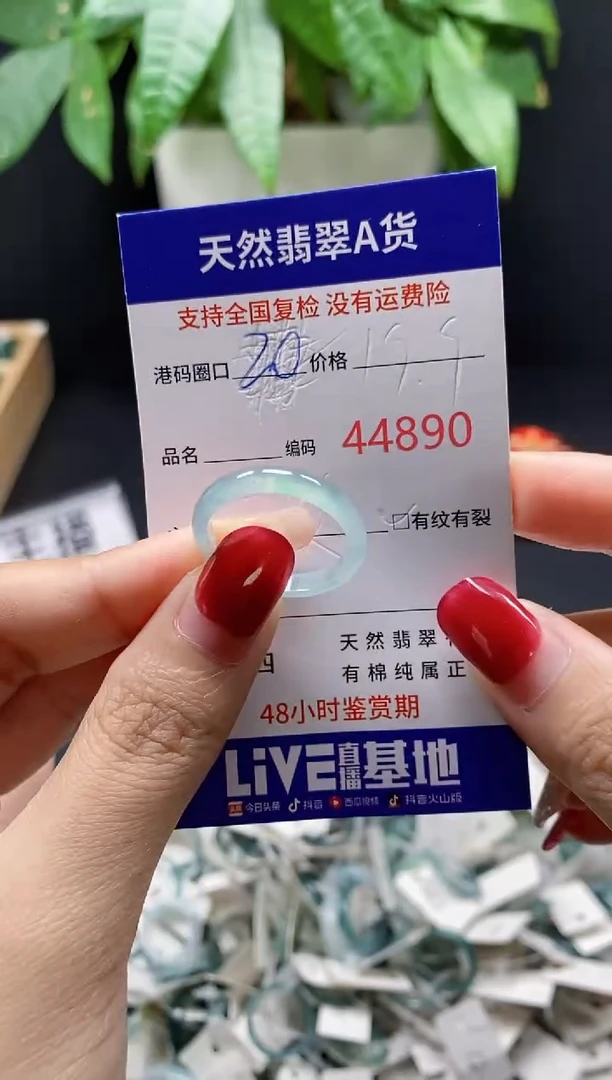 天然翡翠A货
支持全国复检 没有运费险
港码圈口 20 价格 19.9
品名 编码 44890
有纹有裂
天然翡翠
有棉纯属正
48小时鉴赏期
LiVE直播基地
今日头条 抖音 西瓜视频 抖音火山版